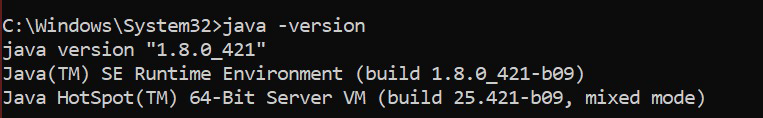 C:\Windows\System32>java -version
java version "1.8.0_421"
Java(TM) SE Runtime Environment (build 1.8.0_421-b09)
Java HotSpot(TM) 64-Bit Server VM (build 25.421-b09, mixed mode)